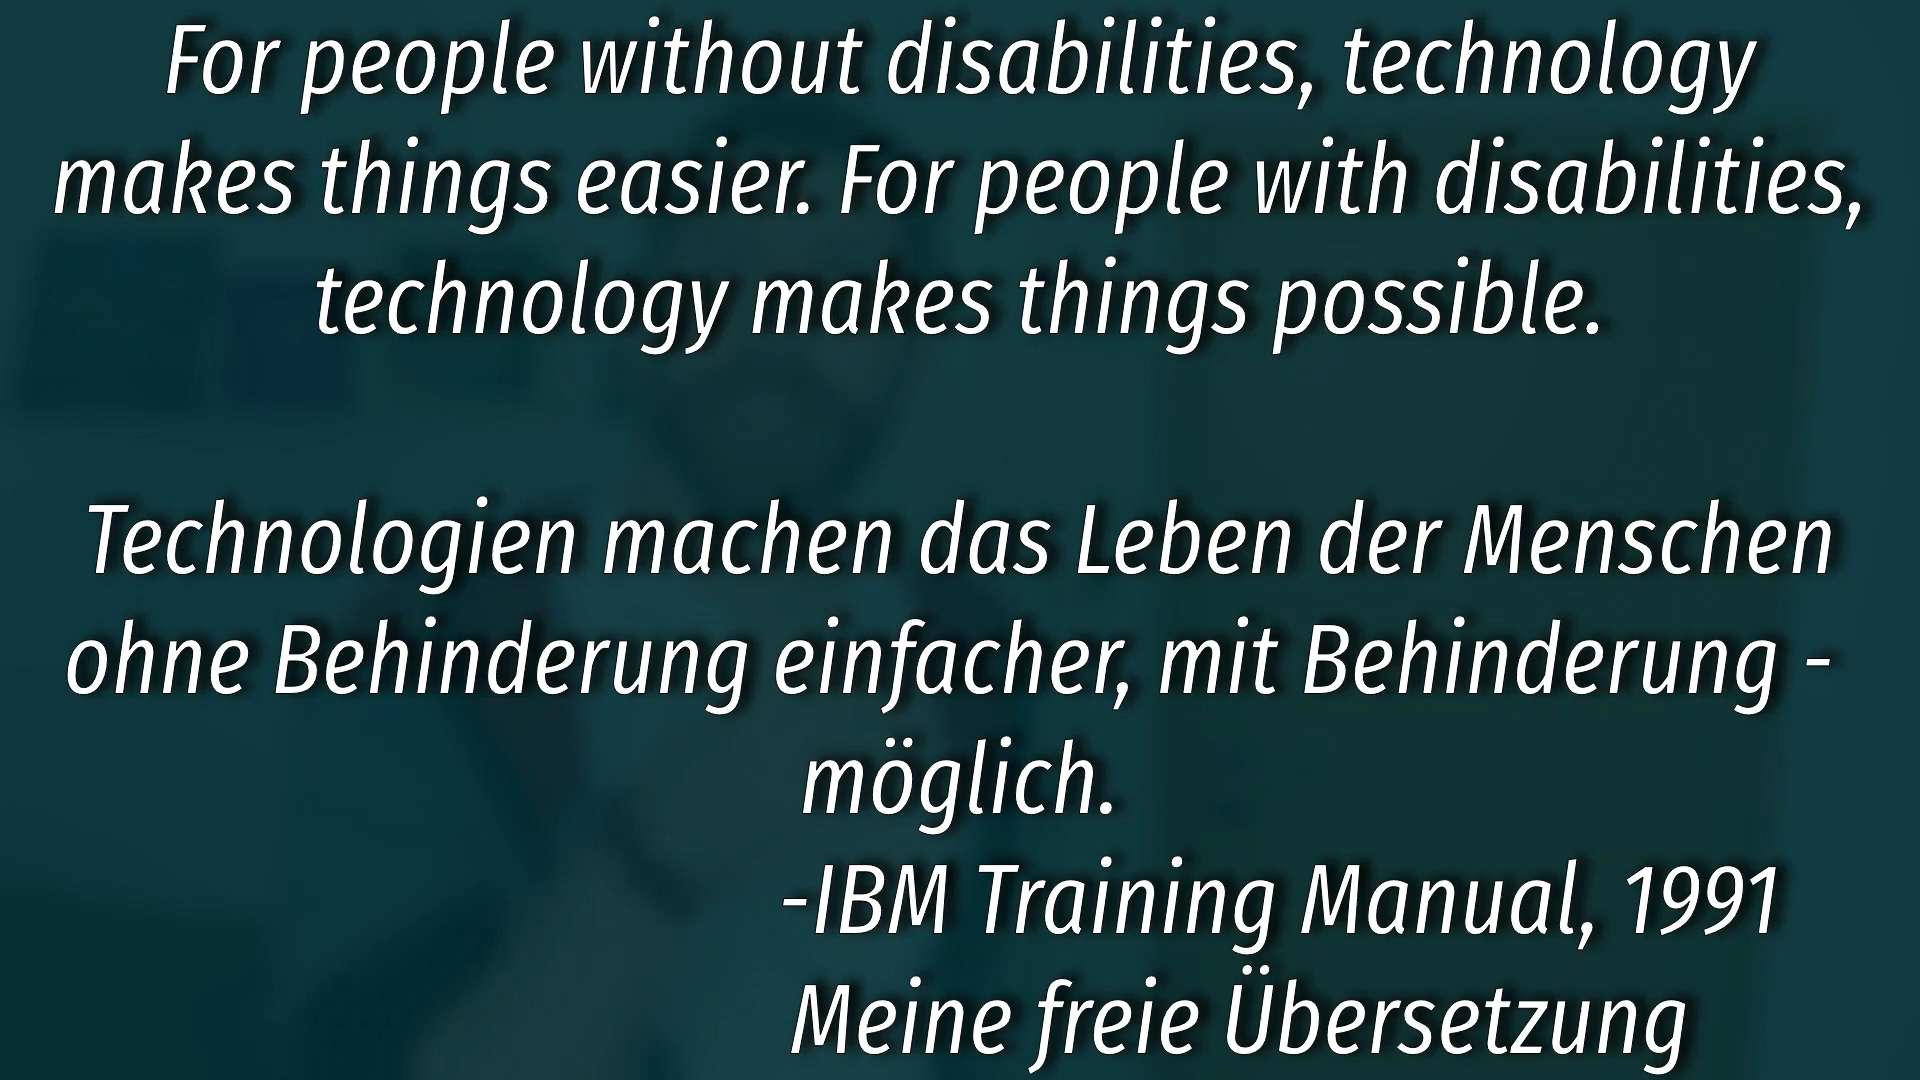 For people without disabilities, technology
makes things easier. For people with disabilities,
technology makes things possible.
Technologien machen das Leben der Menschen
ohne Behinderung einfacher, mit Behinderung -
möglich.
-IBM Training Manual, 1991
Meine freie Übersetzung